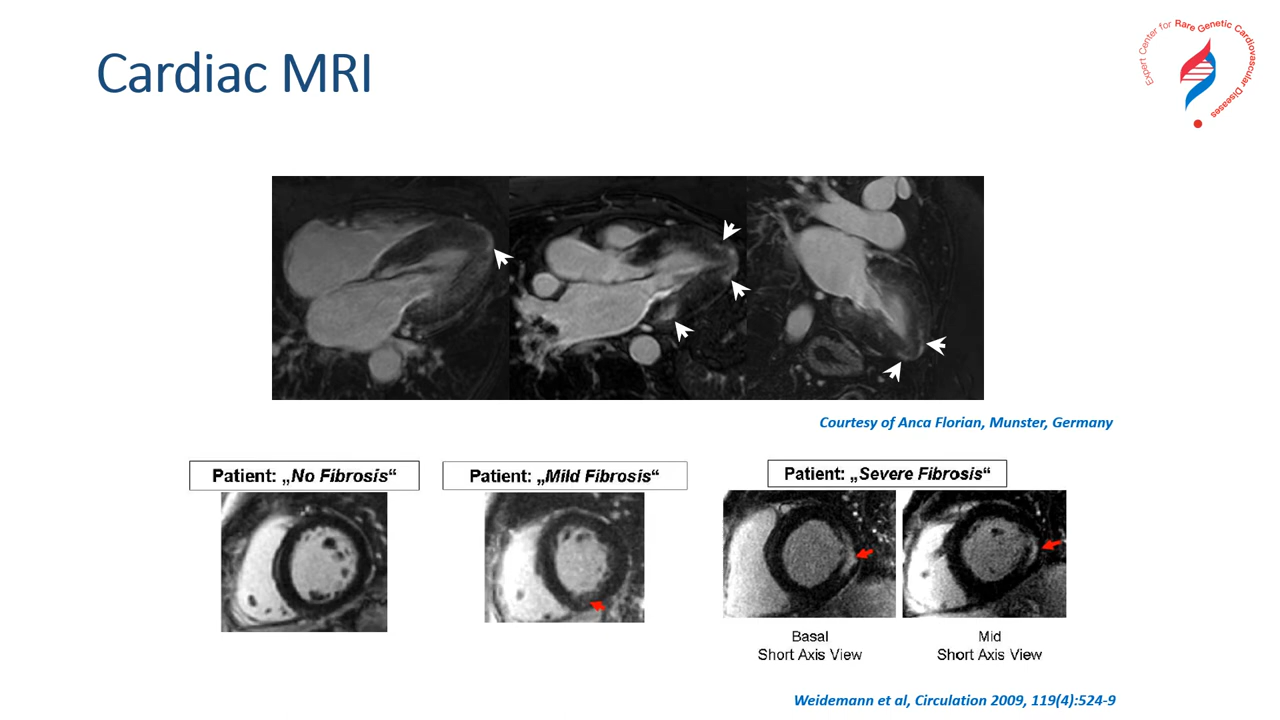 Cardiac MRI
Expert Center for Rare Genetic Cardiovascular Diseases
Courtesy of Anca Florian, Munster, Germany
Patient: „No Fibrosis“
Patient: „Mild Fibrosis“
Patient: „Severe Fibrosis“
Basal
Short Axis View
Mid
Short Axis View
Weidemann et al, Circulation 2009, 119(4):524-9